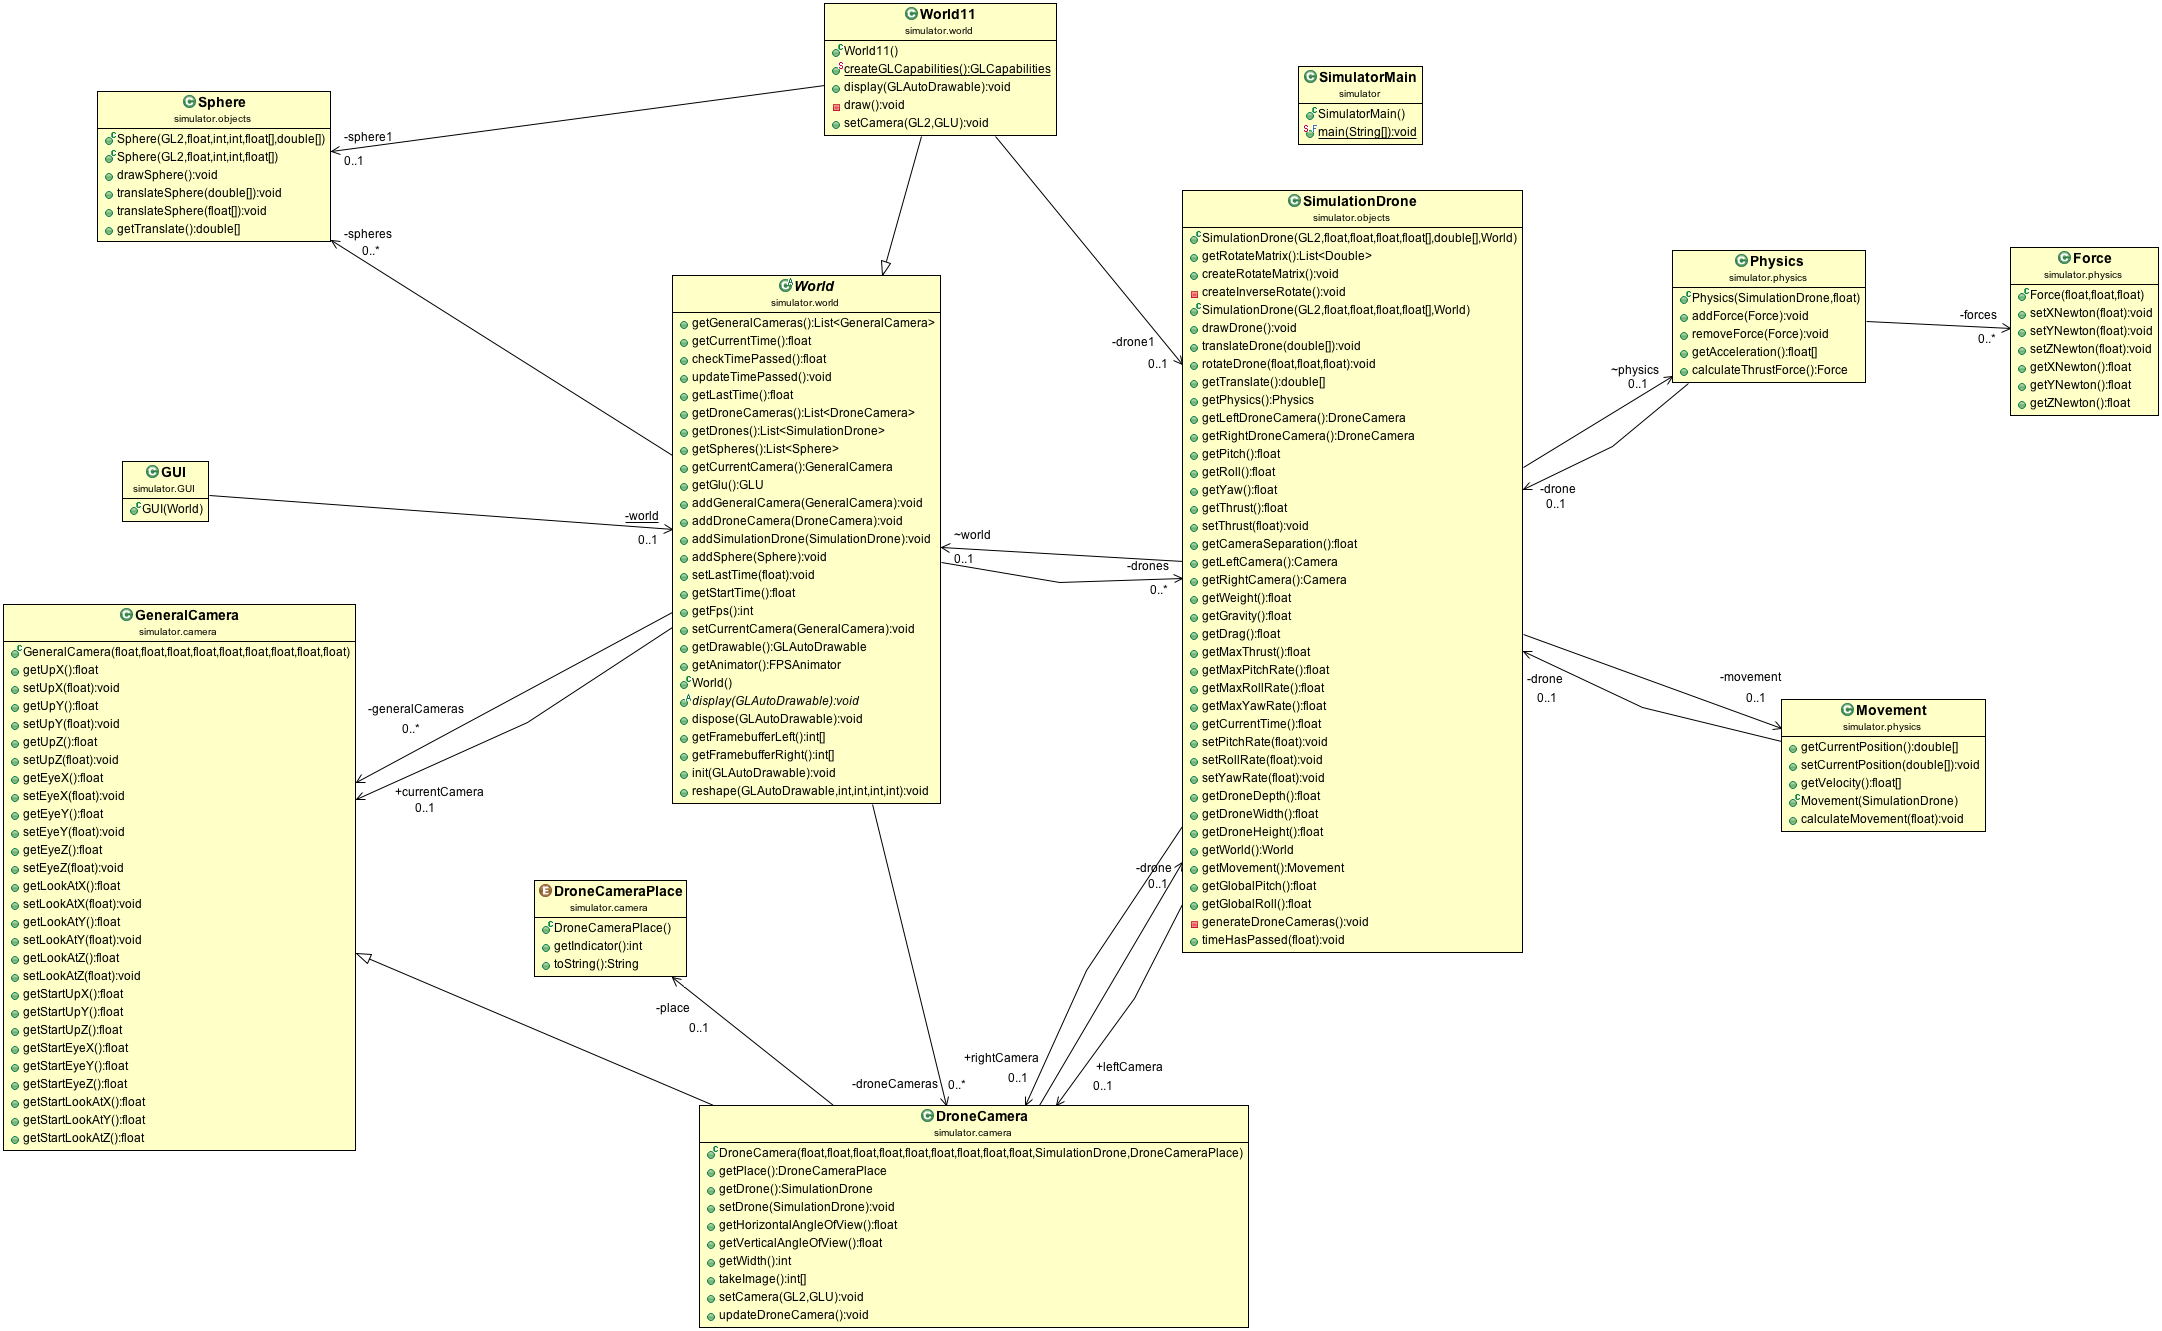 World11
simulator.world
World11()
createGLCapabilities():GLCapabilities
display(GLAutoDrawable):void
draw():void
setCamera(GL2,GLU):void
SimulatorMain
simulator
SimulatorMain()
main(String[]):void
Sphere
simulator.objects
Sphere(GL2,float,int,int,float[],double[])
Sphere(GL2,float,int,int,float[])
drawSphere():void
translateSphere(double[]):void
translateSphere(float[]):void
getTranslate():double[]
-sphere1
0..1
-spheres
0..*
World
simulator.world
getGeneralCameras():List<GeneralCamera>
getCurrentTime():float
checkTimePassed():float
updateTimePassed():void
getLastTime():float
getDroneCameras():List<DroneCamera>
getDrones():List<SimulationDrone>
getSpheres():List<Sphere>
getCurrentCamera():GeneralCamera
getGlu():GLU
addGeneralCamera(GeneralCamera):void
addDroneCamera(DroneCamera):void
addSimulationDrone(SimulationDrone):void
addSphere(Sphere):void
setLastTime(float):void
getStartTime():float
getFps():int
setCurrentCamera(GeneralCamera):void
getDrawable():GLAutoDrawable
getAnimator():FPSAnimator
World()
display(GLAutoDrawable):void
dispose(GLAutoDrawable):void
getFramebufferLeft():int[]
getFramebufferRight():int[]
init(GLAutoDrawable):void
reshape(GLAutoDrawable,int,int,int,int):void
-drone1
0..1
SimulationDrone
simulator.objects
SimulationDrone(GL2,float,float,float,float[],double[],World)
getRotateMatrix():List<Double>
createRotateMatrix():void
createInverseRotate():void
SimulationDrone(GL2,float,float,float,float[],World)
drawDrone():void
translateDrone(double[]):void
rotateDrone(float,float,float):void
getTranslate():double[]
getPhysics():Physics
getLeftDroneCamera():DroneCamera
getRightDroneCamera():DroneCamera
getPitch():float
getRoll():float
getYaw():float
getThrust():float
setThrust(float):void
getCameraSeparation():float
getLeftCamera():Camera
getRightCamera():Camera
getWeight():float
getGravity():float
getDrag():float
getMaxThrust():float
getMaxPitchRate():float
getMaxRollRate():float
getMaxYawRate():float
getCurrentTime():float
setPitchRate(float):void
setRollRate(float):void
setYawRate(float):void
getDroneDepth():float
getDroneWidth():float
getDroneHeight():float
getWorld():World
getMovement():Movement
getGlobalPitch():float
getGlobalRoll():float
generateDroneCameras():void
timeHasPassed(float):void
Physics
simulator.physics
Physics(SimulationDrone,float)
addForce(Force):void
removeForce(Force):void
getAcceleration():float[]
calculateThrustForce():Force
Force
simulator.physics
Force(float,float,float)
setXNewton(float):void
setYNewton(float):void
setZNewton(float):void
getXNewton():float
getYNewton():float
getZNewton():float
-forces
0..*
~physics
0..1
-drone
0..1
GUI
simulator.GUI
GUI(World)
-world
0..1
~world
0..1
-drones
0..*
GeneralCamera
simulator.camera
GeneralCamera(float,float,float,float,float,float,float,float,float)
getUpX():float
setUpX(float):void
getUpY():float
setUpY(float):void
getUpZ():float
setUpZ(float):void
getEyeX():float
setEyeX(float):void
getEyeY():float
setEyeY(float):void
getEyeZ():float
setEyeZ(float):void
getLookAtX():float
setLookAtX(float):void
getLookAtY():float
setLookAtY(float):void
getLookAtZ():float
setLookAtZ(float):void
getStartUpX():float
getStartUpY():float
getStartUpZ():float
getStartEyeX():float
getStartEyeY():float
getStartEyeZ():float
getStartLookAtX():float
getStartLookAtY():float
getStartLookAtZ():float
-generalCameras
0..*
+currentCamera
0..1
-drone
0..1
-movement
0..1
Movement
simulator.physics
getCurrentPosition():double[]
setCurrentPosition(double[]):void
getVelocity():float[]
Movement(SimulationDrone)
calculateMovement(float):void
DroneCameraPlace
simulator.camera
DroneCameraPlace()
getIndicator():int
toString():String
-place
0..1
-drone
0..1
-droneCameras
0..*
+rightCamera
0..1
+leftCamera
0..1
DroneCamera
simulator.camera
DroneCamera(float,float,float,float,float,float,float,float,float,SimulationDrone,DroneCameraPlace)
getPlace():DroneCameraPlace
getDrone():SimulationDrone
setDrone(SimulationDrone):void
getHorizontalAngleOfView():float
getVerticalAngleOfView():float
getWidth():int
takeImage():int[]
setCamera(GL2,GLU):void
updateDroneCamera():void